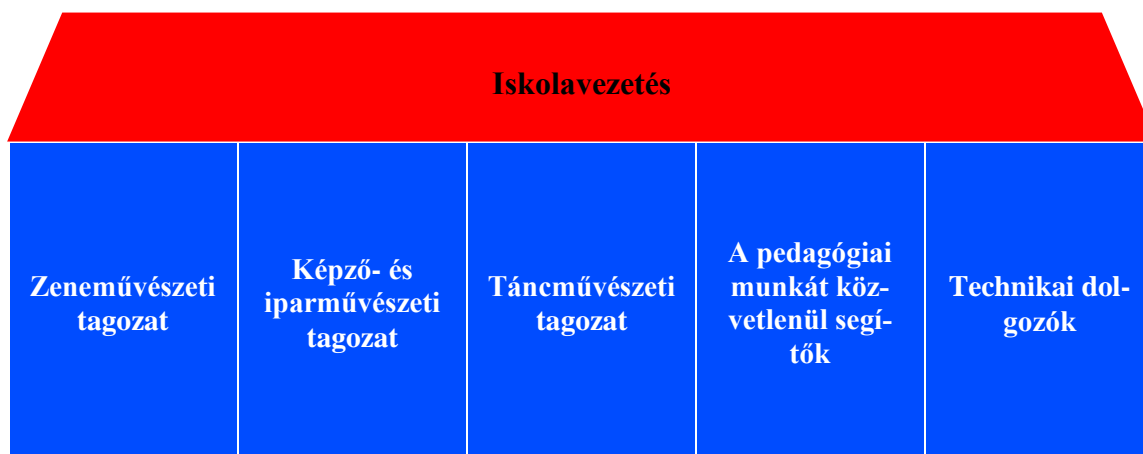 Iskolavezetés
Zeneművészeti
tagozat
Képző- és
iparművészeti
tagozat
Táncművészeti
tagozat
A pedagógiai
munkát köz-
vetlenül segí-
tők
Technikai dol-
gozók